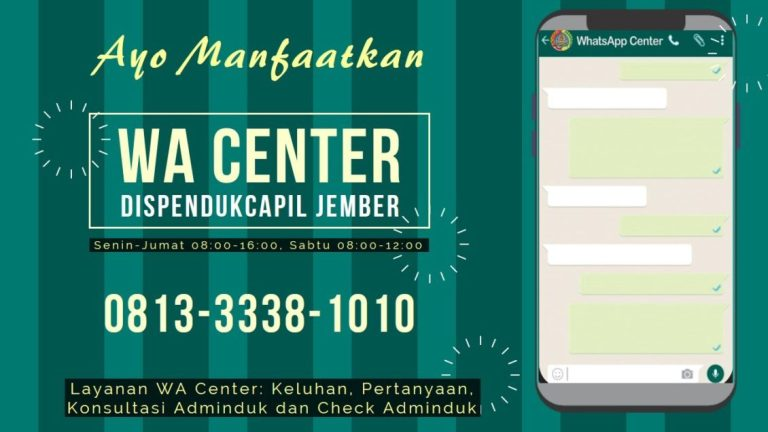 Ayo Manfaatkan
WA CENTER
DISPENDUKCAPIL JEMBER
Senin-Jumat 08:00-16:00, Sabtu 08:00-12:00
0813-3338-1010
Layanan WA Center: Keluhan, Pertanyaan,
Konsultasi Adminduk dan Check Adminduk
WhatsApp Center